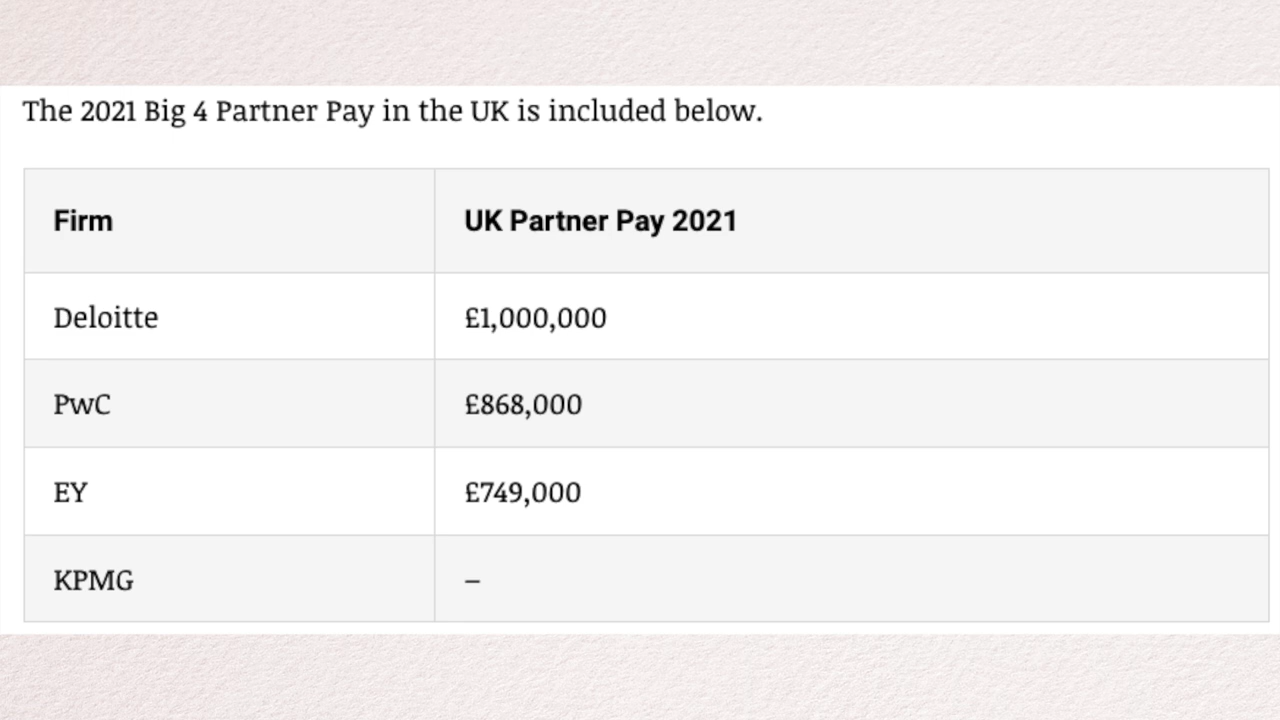 The 2021 Big 4 Partner Pay in the UK is included below.
Firm UK Partner Pay 2021
Deloitte £1,000,000
PwC £868,000
EY £749,000
KPMG –